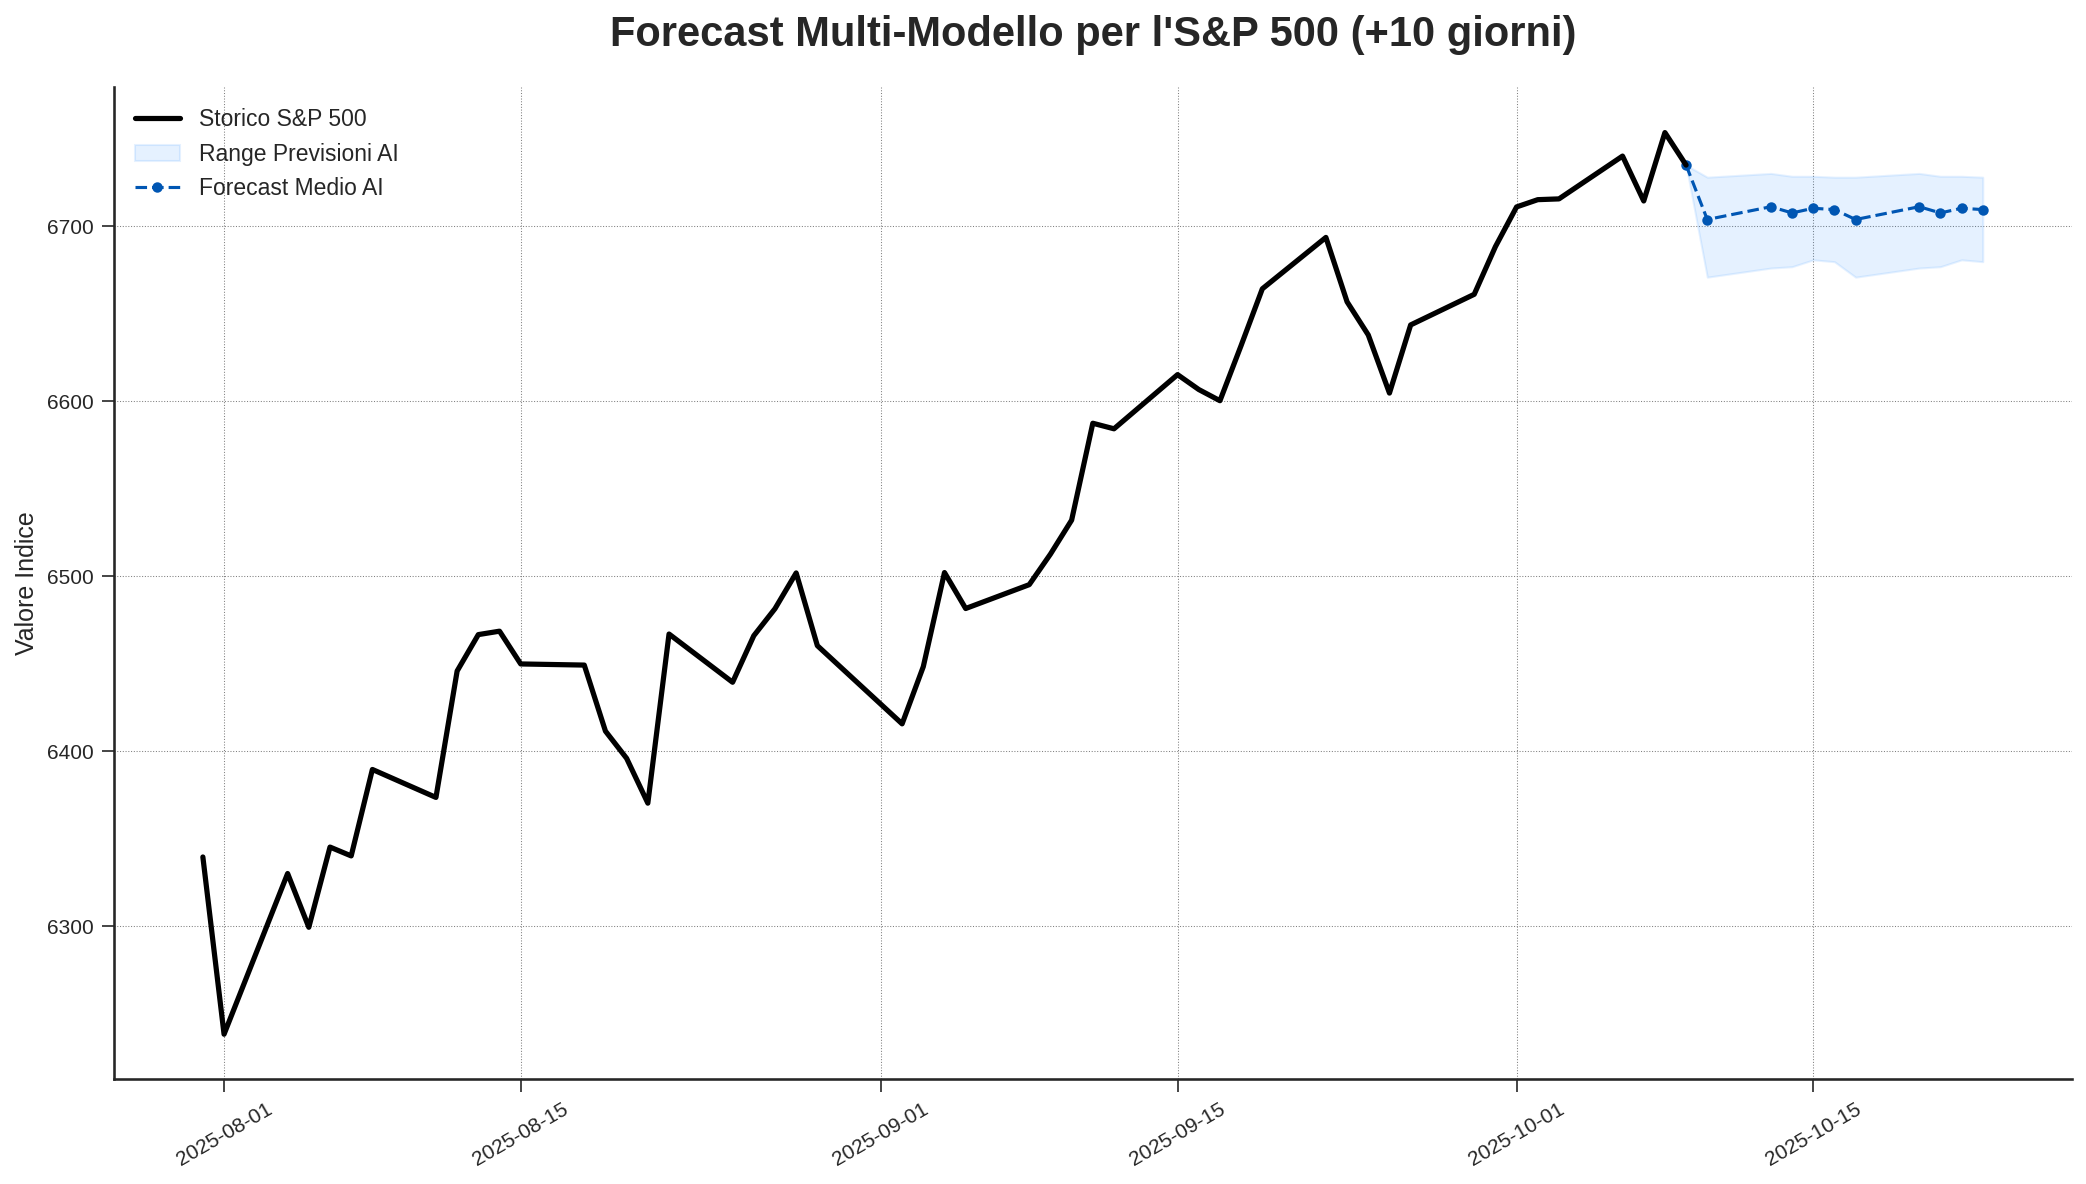 Forecast Multi-Modello per l'S&P 500 (+10 giorni)
Storico S&P 500
Range Previsioni AI
Forecast Medio AI
Valore Indice
6700
6600
6500
6400
6300
2025-08-01
2025-08-15
2025-09-01
2025-09-15
2025-10-01
2025-10-15